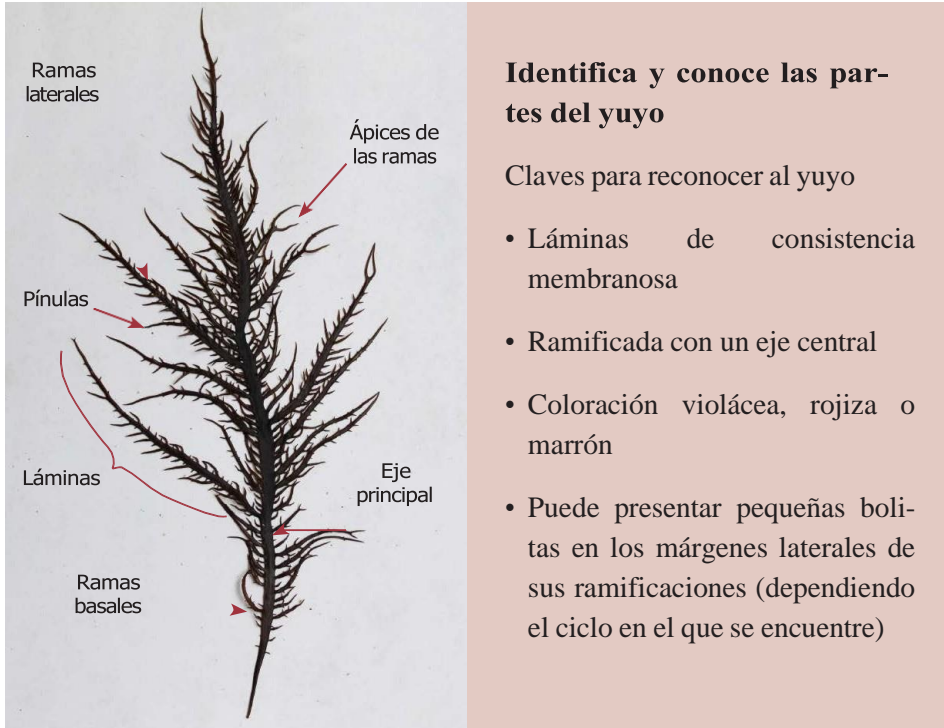 Ramas
laterales
Ápices de
las ramas
Pínulas
Láminas
Eje
principal
Ramas
basales
Identifica y conoce las par-
tes del yuyo
Claves para reconocer al yuyo
• Láminas de consistencia
membranosa
• Ramificada con un eje central
• Coloración violácea, rojiza o
marrón
• Puede presentar pequeñas boli-
tas en los márgenes laterales de
sus ramificaciones (dependiendo
el ciclo en el que se encuentre)